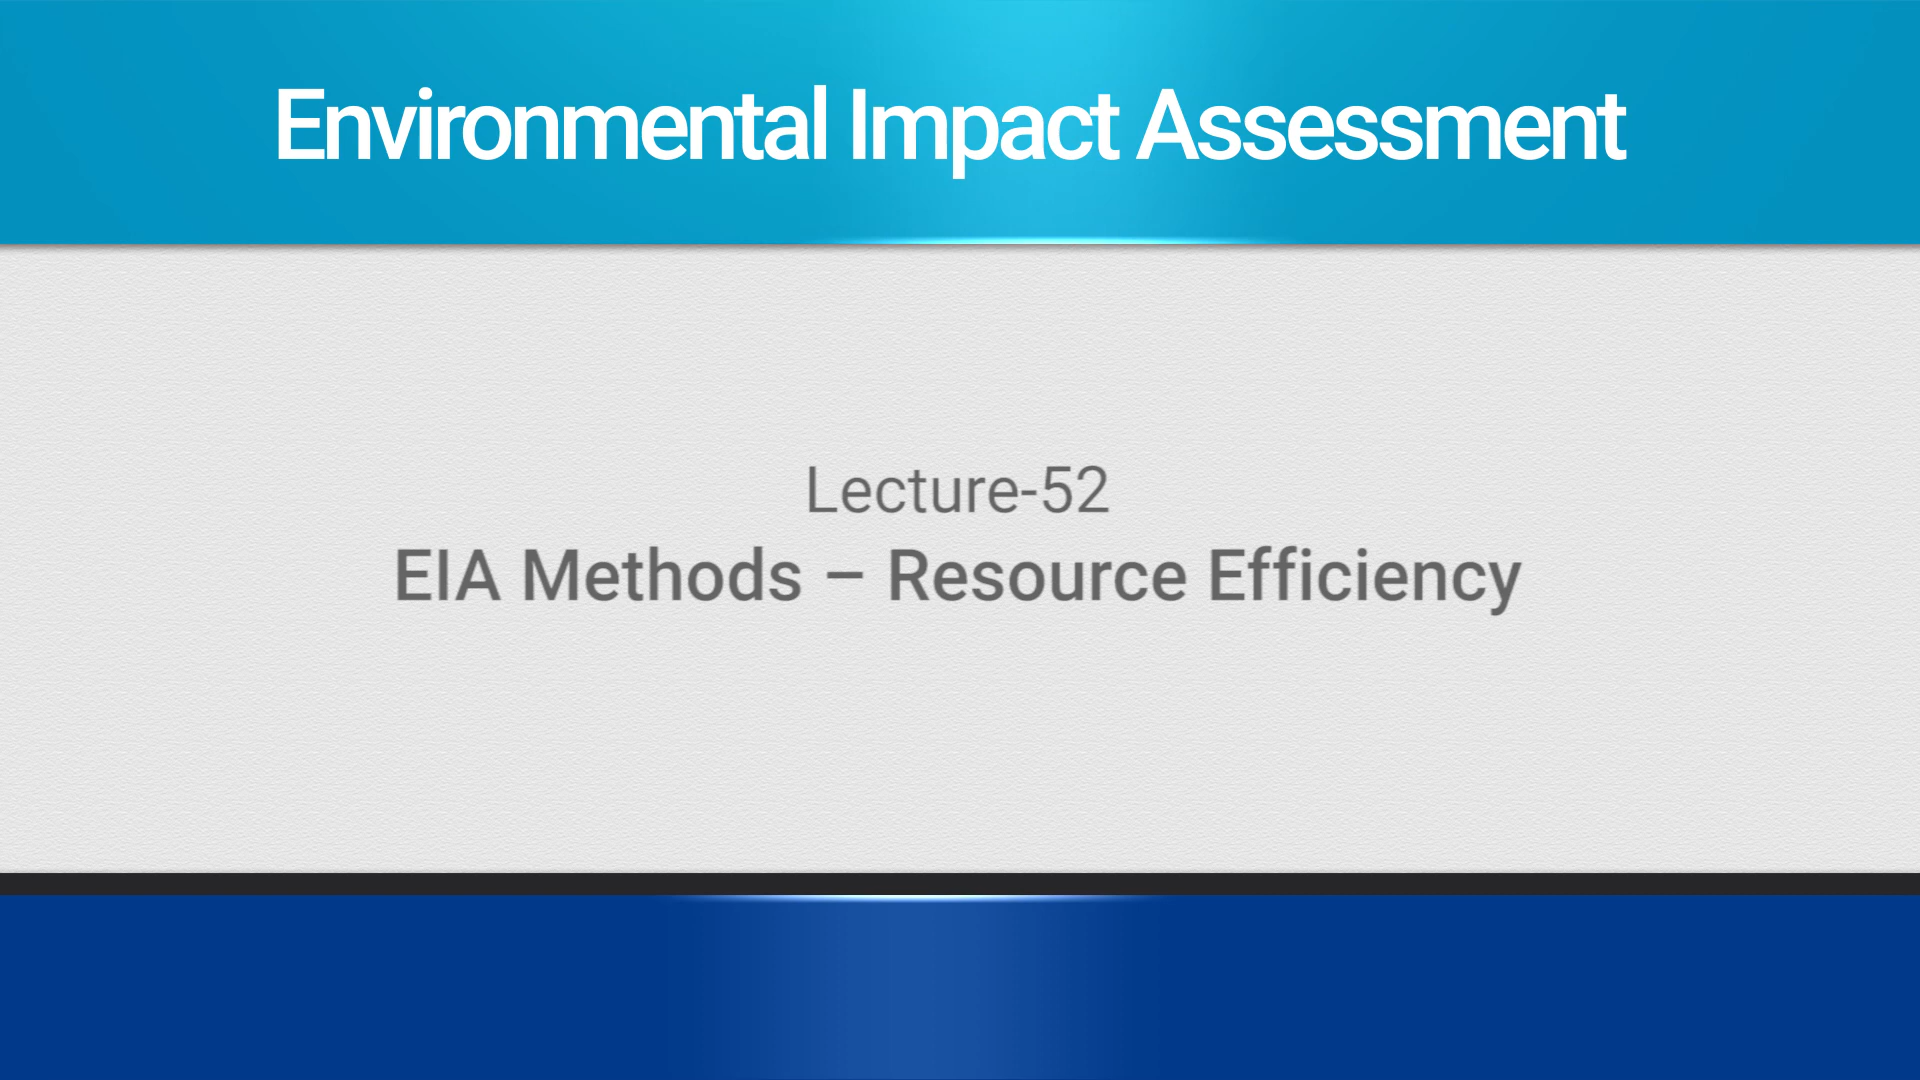 Environmental Impact Assessment
Lecture-52
EIA Methods – Resource Efficiency